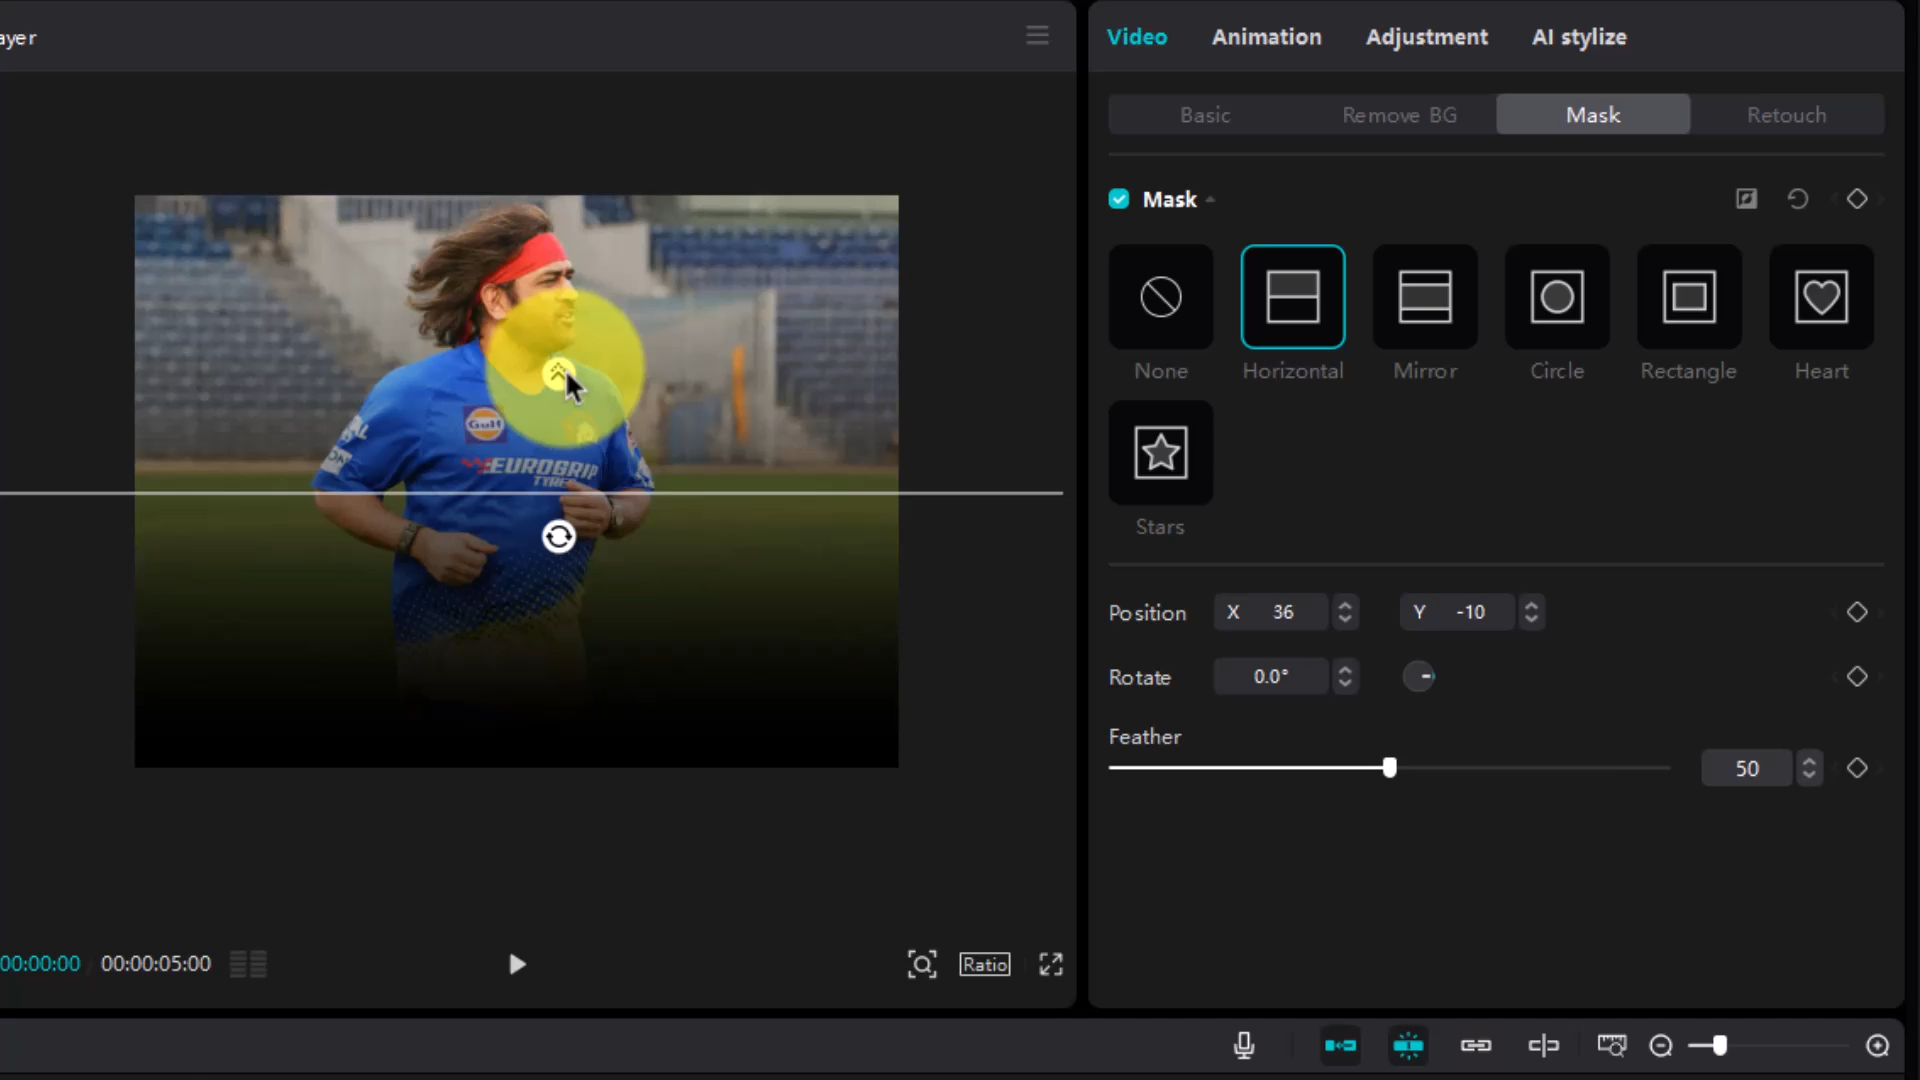 ayer
Video Animation Adjustment AI stylize
Basic Remove BG Mask Retouch
Mask
None Horizontal Mirror Circle Rectangle Heart
Stars
Position X 36 Y -10
Rotate 0.0°
Feather
50
Gulf
EUROGRIP
TYRES
00:00:00 00:00:05:00
Ratio